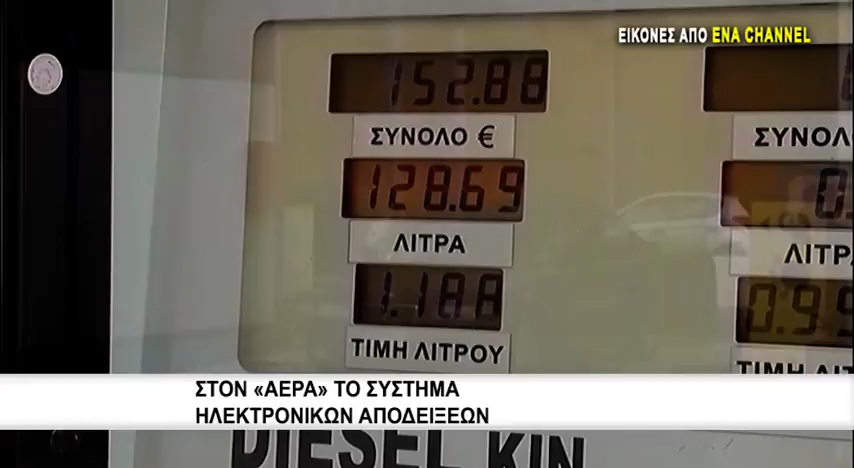 ΕΙΚΟΝΕΣ ΑΠΟ ENA CHANNEL
152.88
ΣΥΝΟΛΟ €
128.69
ΛΙΤΡΑ
1.188
ΤΙΜΗ ΛΙΤΡΟΥ
ΣΤΟΝ «ΑΕΡΑ» ΤΟ ΣΥΣΤΗΜΑ
ΗΛΕΚΤΡΟΝΙΚΩΝ ΑΠΟΔΕΙΞΕΩΝ
DIESEL ΚΙΝ